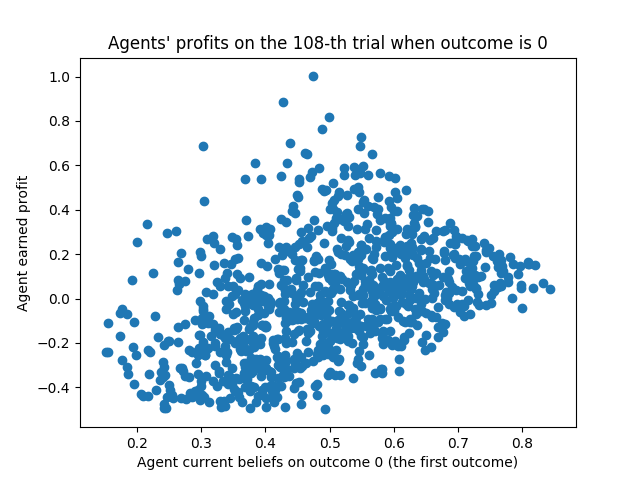 Agents' profits on the 108-th trial when outcome is 0
1.0
0.8
0.6
0.4
0.2
0.0
−0.2
−0.4
Agent earned profit
0.2 0.3 0.4 0.5 0.6 0.7 0.8
Agent current beliefs on outcome 0 (the first outcome)